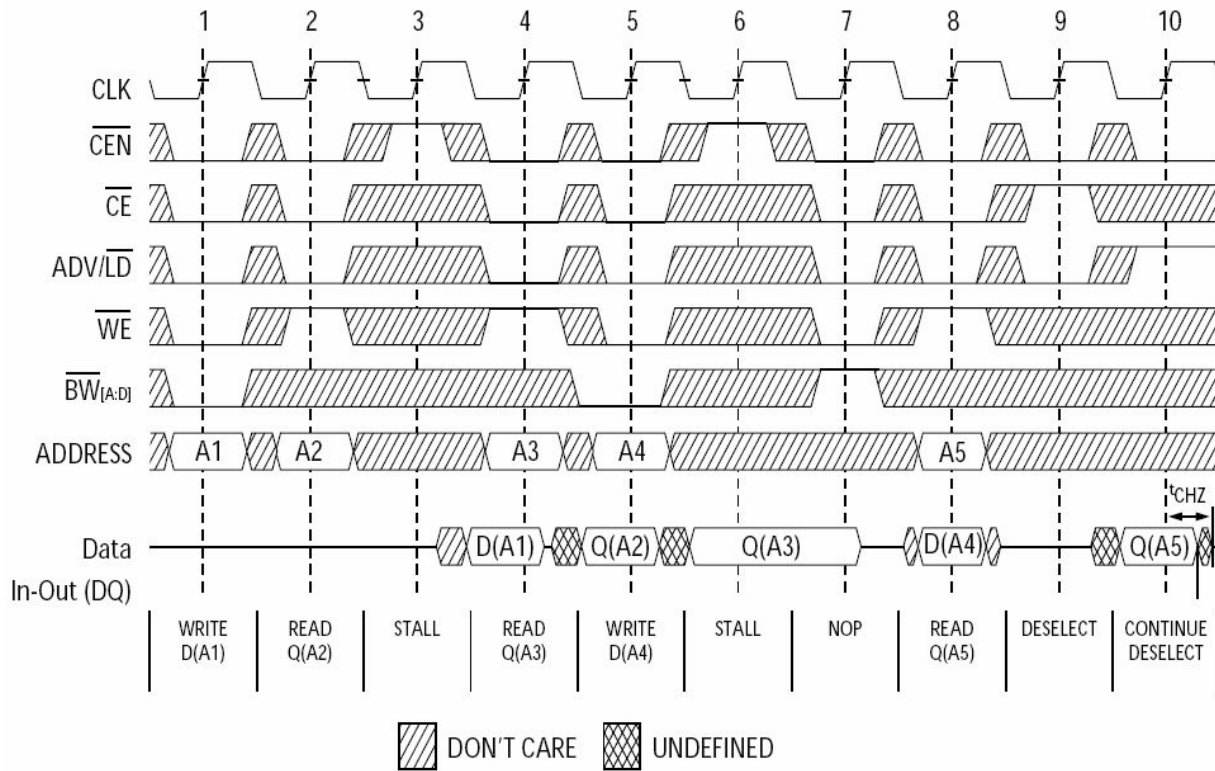 1 2 3 4 5 6 7 8 9 10
CLK
CEN
CE
ADV/LD
WE
BW[A:D]
ADDRESS A1 A2 A3 A4 A5
tCHZ
Data D(A1) Q(A2) Q(A3) D(A4) Q(A5)
In-Out (DQ)
WRITE READ STALL READ WRITE STALL NOP READ DESELECT CONTINUE
D(A1) Q(A2) Q(A3) D(A4) Q(A5) DESELECT
DON'T CARE UNDEFINED